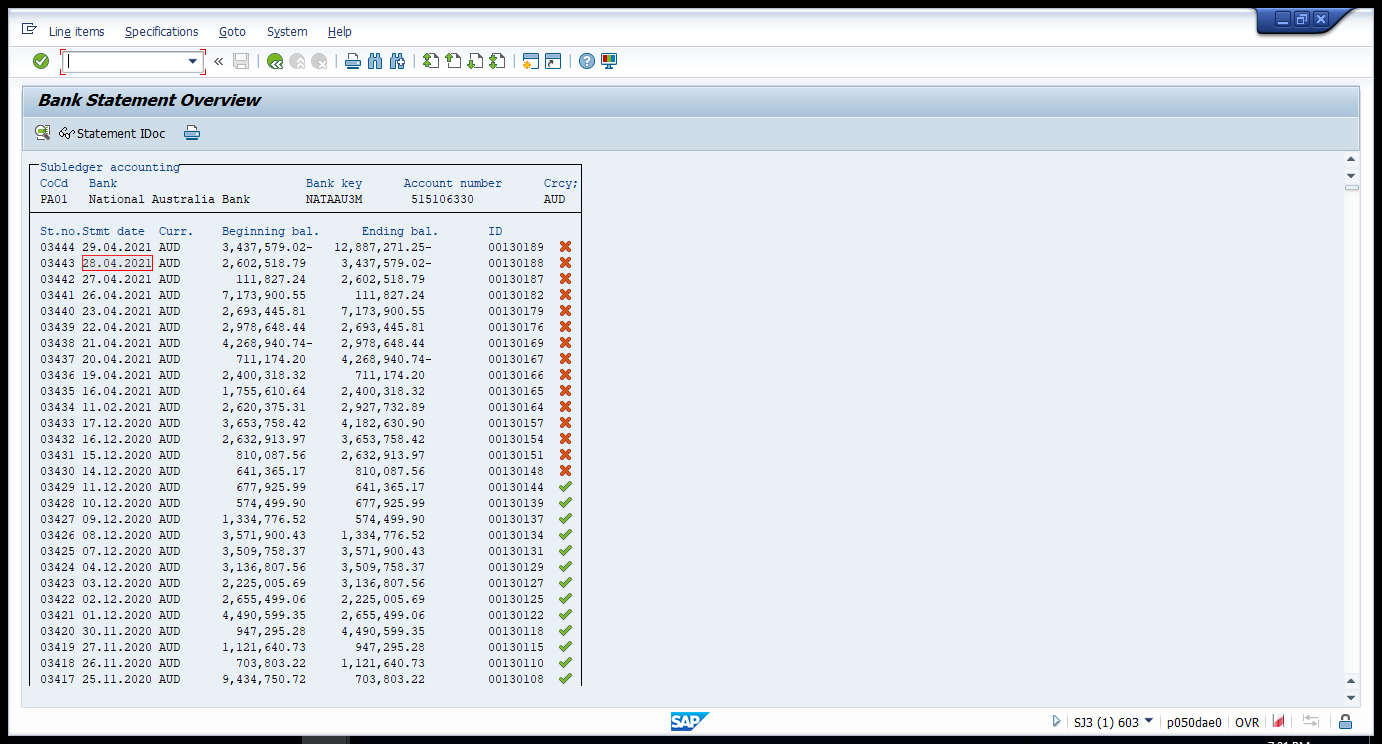 Line items Specifications Goto System Help
«
Bank Statement Overview
Statement IDoc
Subledger accounting
CoCd Bank Bank key Account number Crcy;
PA01 National Australia Bank NATAAU3M 515106330 AUD
St.no. Stmt date Curr. Beginning bal. Ending bal. ID
03444 29.04.2021 AUD 3,437,579.02- 12,887,271.25- 00130189
03443 28.04.2021 AUD 2,602,518.79 3,437,579.02- 00130188
03442 27.04.2021 AUD 111,827.24 2,602,518.79 00130187
03441 26.04.2021 AUD 7,173,900.55 111,827.24 00130182
03440 23.04.2021 AUD 2,693,445.81 7,173,900.55 00130179
03439 22.04.2021 AUD 2,978,648.44 2,693,445.81 00130176
03438 21.04.2021 AUD 4,268,940.74- 2,978,648.44 00130169
03437 20.04.2021 AUD 711,174.20 4,268,940.74- 00130167
03436 19.04.2021 AUD 2,400,318.32 711,174.20 00130166
03435 16.04.2021 AUD 1,755,610.64 2,400,318.32 00130165
03434 11.02.2021 AUD 2,620,375.31 2,927,732.89 00130164
03433 17.12.2020 AUD 3,653,758.42 4,182,630.90 00130157
03432 16.12.2020 AUD 2,632,913.97 3,653,758.42 00130154
03431 15.12.2020 AUD 810,087.56 2,632,913.97 00130151
03430 14.12.2020 AUD 641,365.17 810,087.56 00130148
03429 11.12.2020 AUD 677,925.99 641,365.17 00130144
03428 10.12.2020 AUD 574,499.90 677,925.99 00130139
03427 09.12.2020 AUD 1,334,776.52 574,499.90 00130137
03426 08.12.2020 AUD 3,571,900.43 1,334,776.52 00130134
03425 07.12.2020 AUD 3,509,758.37 3,571,900.43 00130131
03424 04.12.2020 AUD 3,136,807.56 3,509,758.37 00130129
03423 03.12.2020 AUD 2,225,005.69 3,136,807.56 00130127
03422 02.12.2020 AUD 2,655,499.06 2,225,005.69 00130125
03421 01.12.2020 AUD 4,490,599.35 2,655,499.06 00130122
03420 30.11.2020 AUD 947,295.28 4,490,599.35 00130118
03419 27.11.2020 AUD 1,121,640.73 947,295.28 00130115
03418 26.11.2020 AUD 703,803.22 1,121,640.73 00130110
03417 25.11.2020 AUD 9,434,750.72 703,803.22 00130108
SAP SJ3 (1) 603 p050dae0 OVR